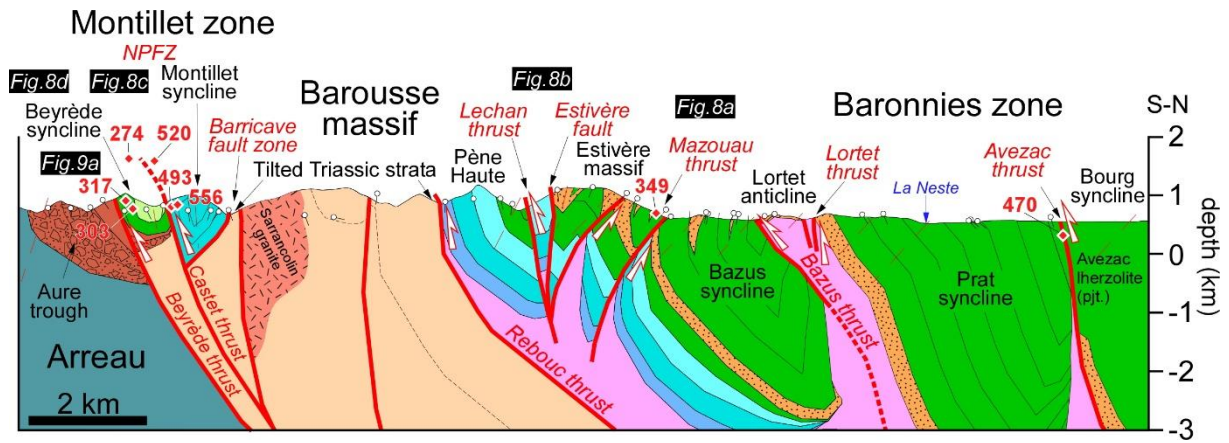 Montillet zone
NPFZ
Fig.8d
Fig.8c
Montillet
syncline
Beyrède
syncline
274
520
Fig.9a
317
493
556
303
Barricave
fault zone
Barousse
massif
Tilted Triassic strata
Sarrancolin
granite
Lechan
thrust
Fig.8b
Estivère
fault
Pène
Haute
Estivère
massif
Fig.8a
349
Mazouau
thrust
Baronnies zone
Lortet
anticline
Lortet
thrust
La Neste
Avezac
thrust
470
Bourg
syncline
S-N
2
1
0
-1
-2
-3
depth (km)
Aure
trough
Arreau
2 km
Beyrède thrust
Castet thrust
Rebouc thrust
Bazus
syncline
Bazus thrust
Prat
syncline
Avezac
lherzolite
(pjt.)